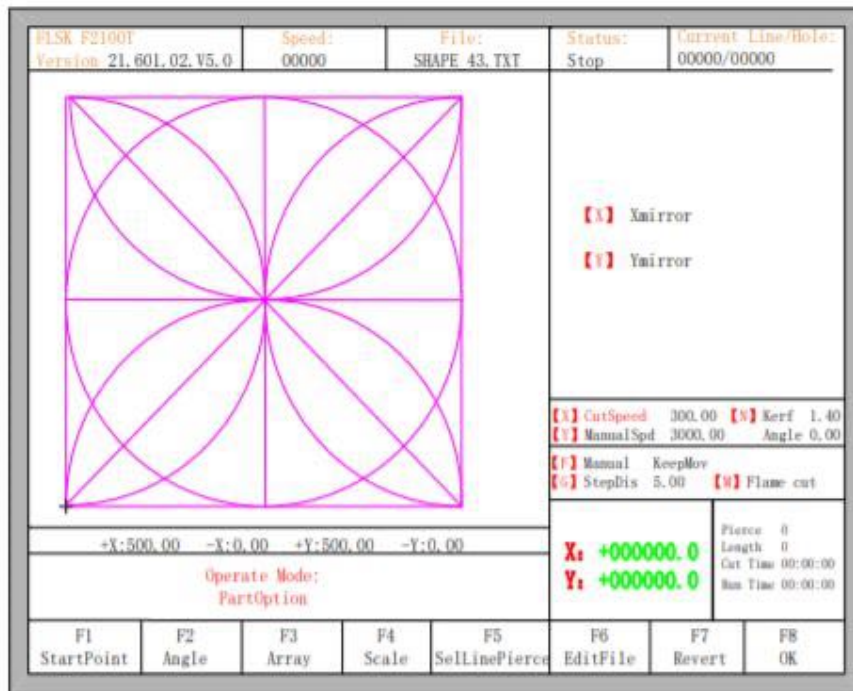 FLSK F2100T
Version 21.601.02.V5.0
Speed:
00000
File:
SHAPE 43.TXT
Status:
Stop
Current Line/Hole:
00000/00000
【X】 Xmirror
【Y】 Ymirror
【X】CutSpeed 300.00 【N】Kerf 1.40
【Y】ManualSpd 3000.00 Angle 0.00
【F】Manual KeepMov
【G】StepDis 5.00 【M】Flame cut
+X:500.00 -X:0.00 +Y:500.00 -Y:0.00
Operate Mode:
PartOption
X: +000000.0
Y: +000000.0
Pierce 0
Length 0
Cut Time 00:00:00
Run Time 00:00:00
F1
StartPoint
F2
Angle
F3
Array
F4
Scale
F5
SelLinePierce
F6
EditFile
F7
Revert
F8
OK